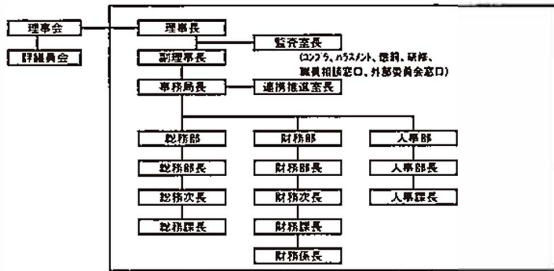 理事会
理事長
監査室長
評議員会
副理事長
(コンプラ、ハラスメント、懲罰、研修、
職員相談窓口、外部委員会窓口)
事務局長
連携推進室長
総務部
財務部
人事部
総務部長
財務部長
人事部長
総務次長
財務次長
人事課長
総務課長
財務課長
財務係長